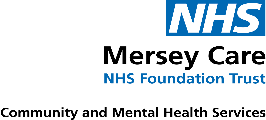 NHS
Mersey Care
NHS Foundation Trust
Community and Mental Health Services